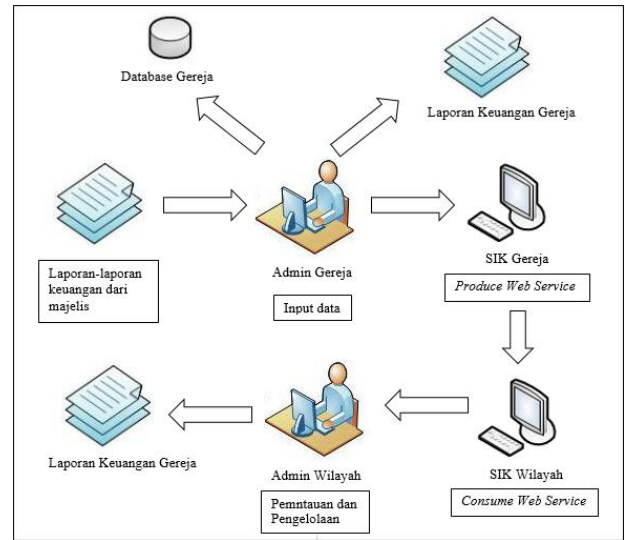 Database Gereja
Laporan Keuangan Gereja
Laporan-laporan
keuangan dari
majelis
Admin Gereja
Input data
SIK Gereja
Produce Web Service
Laporan Keuangan Gereja
Admin Wilayah
Pemntauan dan
Pengelolaan
SIK Wilayah
Consume Web Service